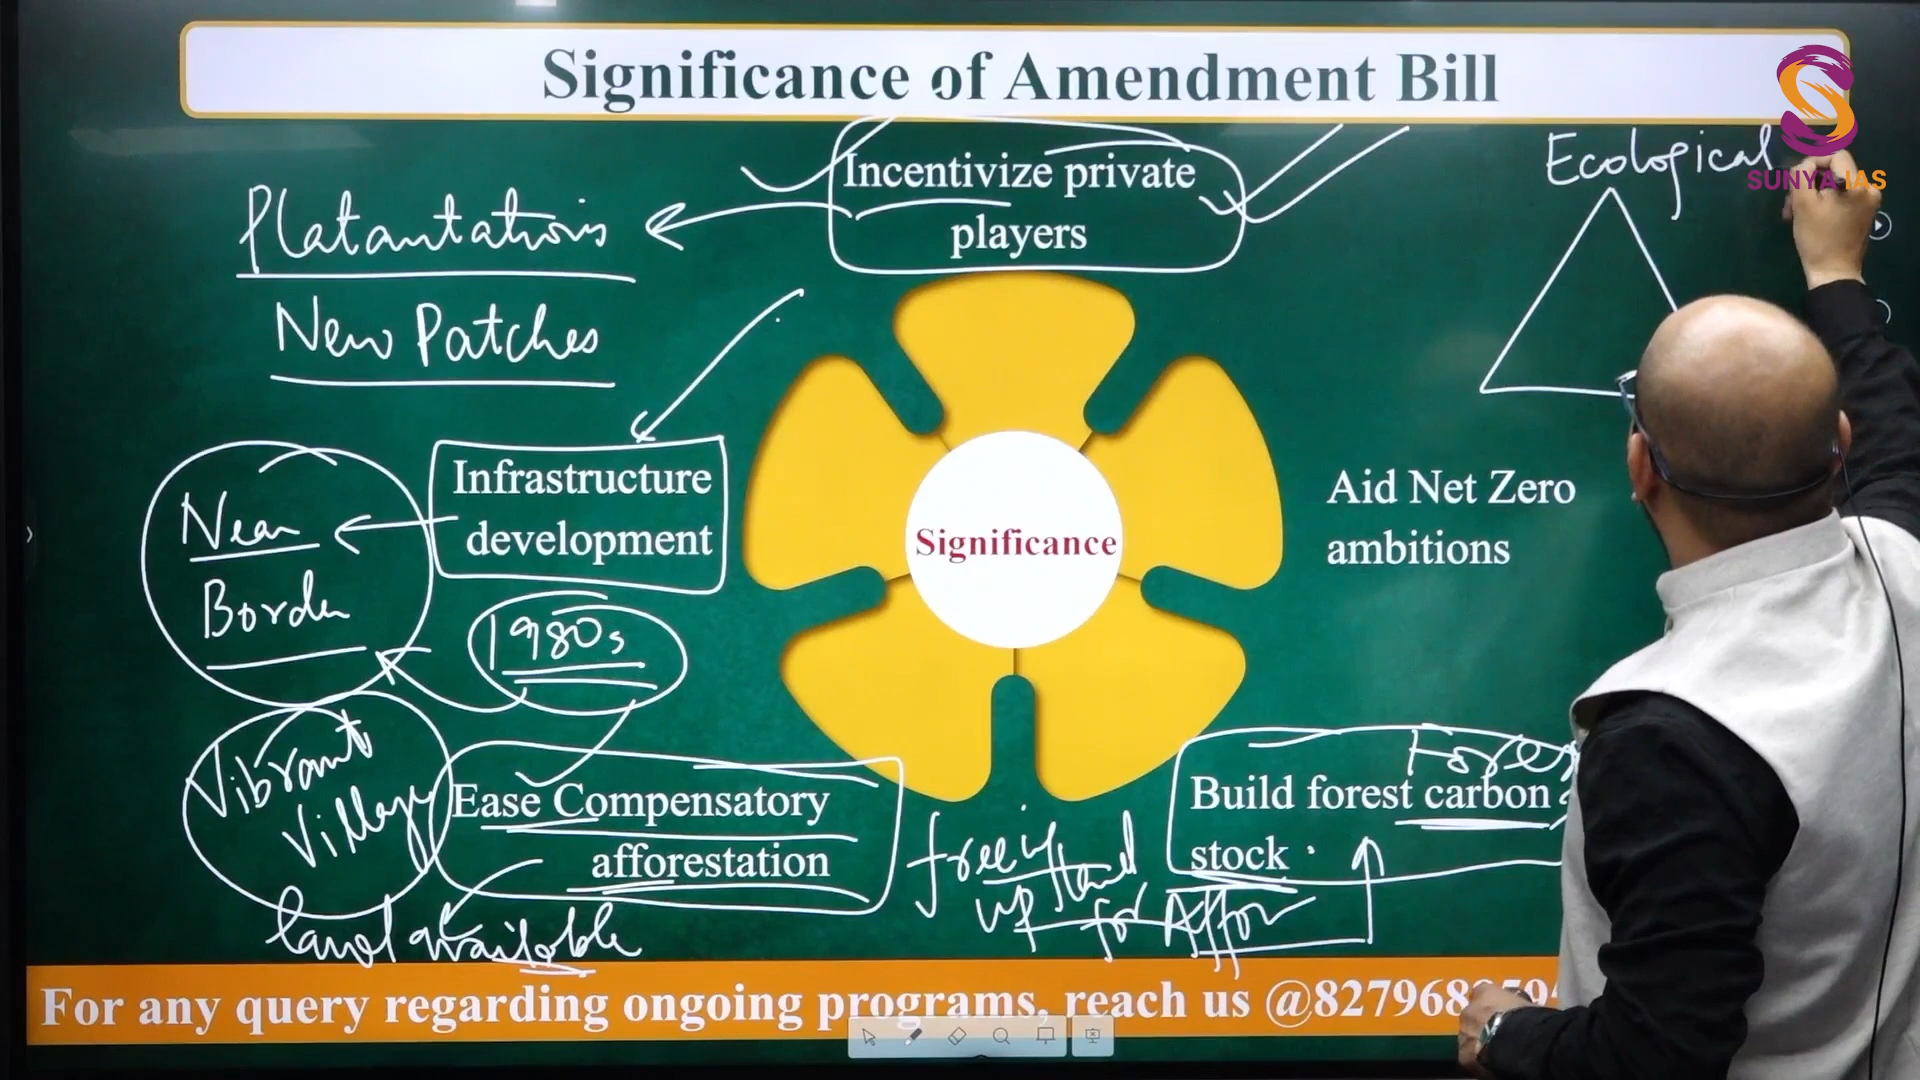 Significance of Amendment Bill
SUNYA IAS
Ecological
Incentivize private
players
Platantations
New Patches
Infrastructure
development
Near
Border
1980s
Significance
Aid Net Zero
ambitions
Vibrant
Village
Ease Compensatory
afforestation
land available
Build forest carbon
stock
Fores
up land
for Affor
For any query regarding ongoing programs, reach us @827968